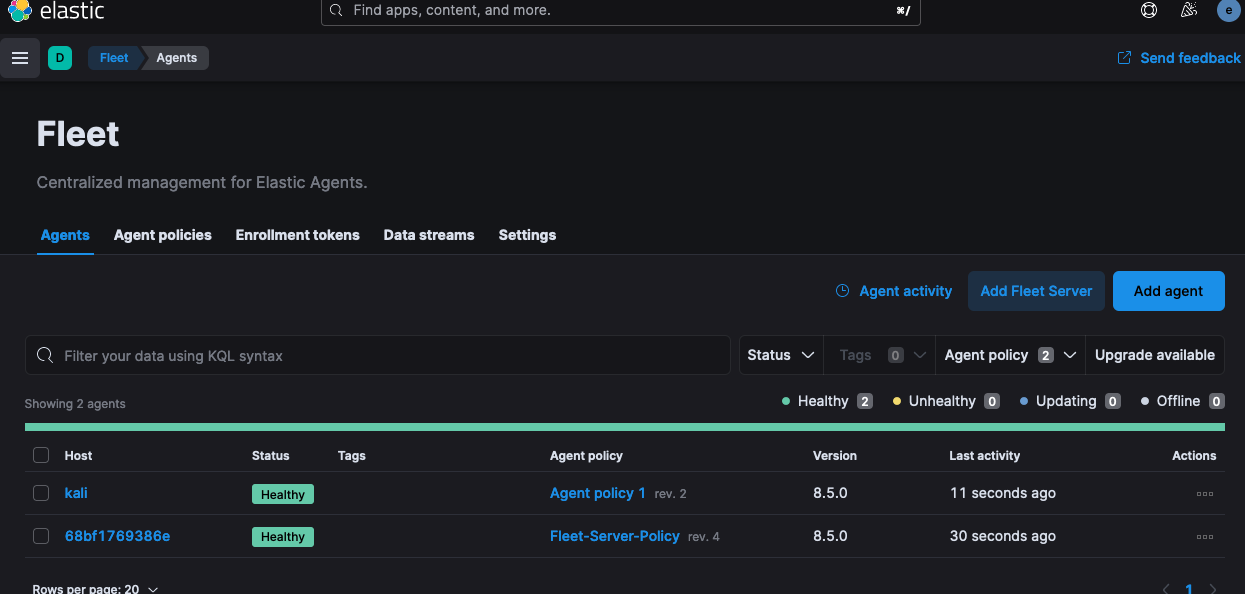 elastic
Find apps, content, and more.
⌘/
e
D
Fleet
Agents
Send feedback
Fleet
Centralized management for Elastic Agents.
Agents Agent policies Enrollment tokens Data streams Settings
Agent activity Add Fleet Server Add agent
Filter your data using KQL syntax Status Tags 0 Agent policy 2 Upgrade available
Showing 2 agents Healthy 2 Unhealthy 0 Updating 0 Offline 0
Host Status Tags Agent policy Version Last activity Actions
kali Healthy Agent policy 1 rev. 2 8.5.0 11 seconds ago
68bf1769386e Healthy Fleet-Server-Policy rev. 4 8.5.0 30 seconds ago
Rows per page: 20 1